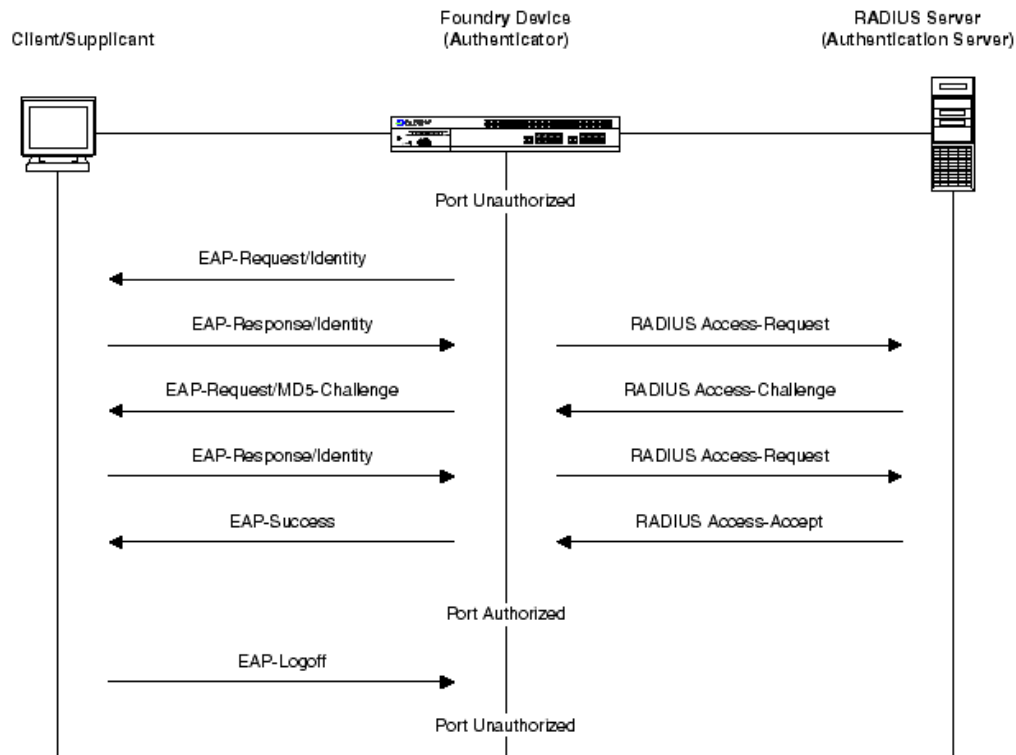 Client/Supplicant
Foundry Device
(Authenticator)
RADIUS Server
(Authentication Server)
Port Unauthorized
EAP-Request/Identity
EAP-Response/Identity
RADIUS Access-Request
EAP-Request/MD5-Challenge
RADIUS Access-Challenge
EAP-Response/Identity
RADIUS Access-Request
EAP-Success
RADIUS Access-Accept
Port Authorized
EAP-Logoff
Port Unauthorized